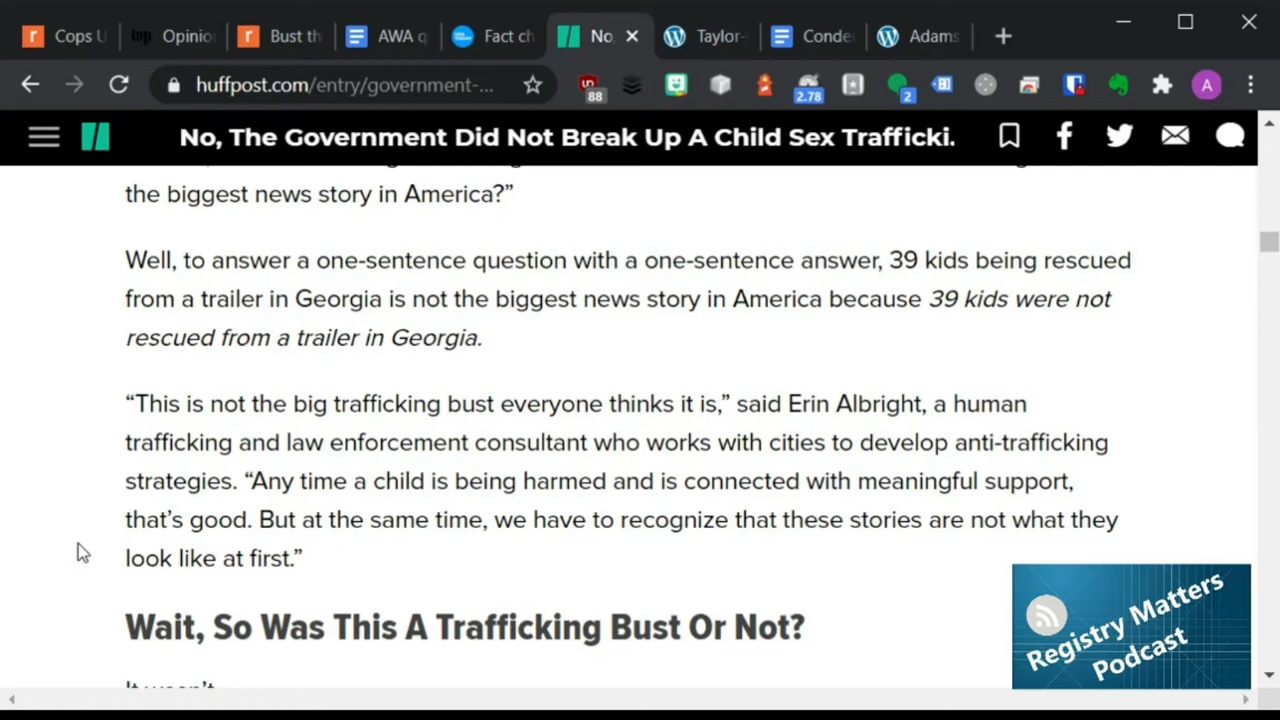 Cops U
Opinio
Bust th
AWA q
Fact ch
No,
Taylor-
Conde
Adams
huffpost.com/entry/government-...
88
2.78
2
A
No, The Government Did Not Break Up A Child Sex Trafficki.
the biggest news story in America?”
Well, to answer a one-sentence question with a one-sentence answer, 39 kids being rescued
from a trailer in Georgia is not the biggest news story in America because 39 kids were not
rescued from a trailer in Georgia.
“This is not the big trafficking bust everyone thinks it is,” said Erin Albright, a human
trafficking and law enforcement consultant who works with cities to develop anti-trafficking
strategies. “Any time a child is being harmed and is connected with meaningful support,
that’s good. But at the same time, we have to recognize that these stories are not what they
look like at first.”
Wait, So Was This A Trafficking Bust Or Not?
It wasn’t
Registry Matters
Podcast